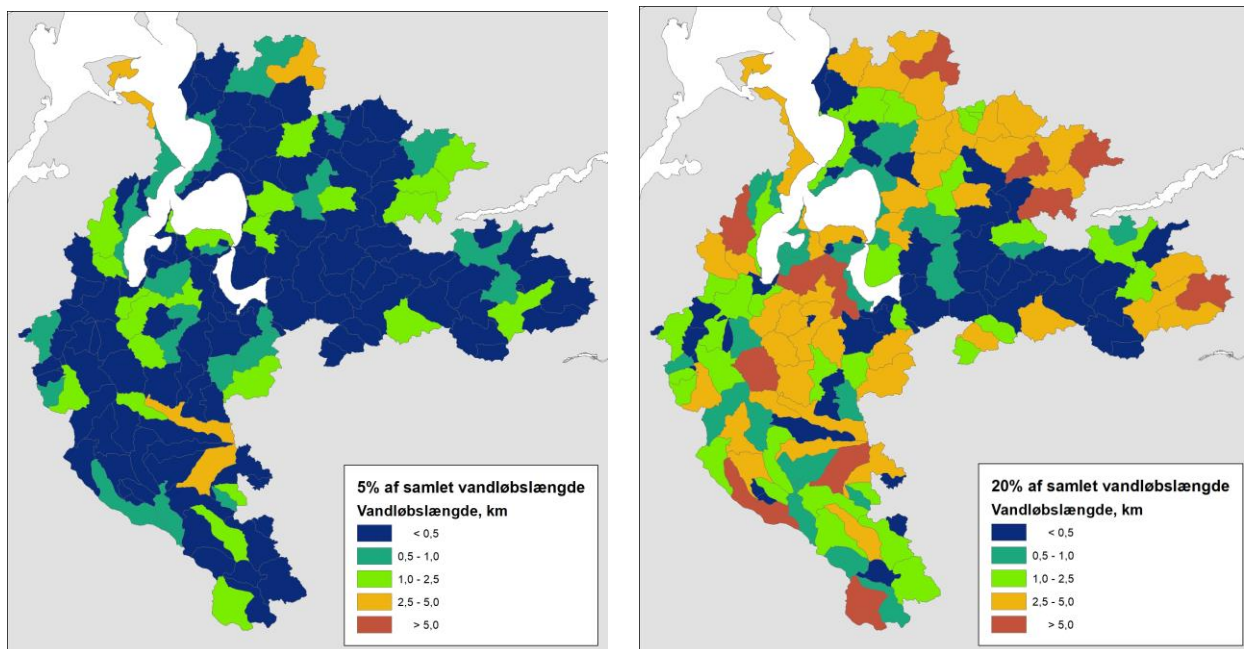 5% af samlet vandløbslængde
Vandløbslængde, km
< 0,5
0,5 - 1,0
1,0 - 2,5
2,5 - 5,0
> 5,0
20% af samlet vandløbslængde
Vandløbslængde, km
< 0,5
0,5 - 1,0
1,0 - 2,5
2,5 - 5,0
> 5,0